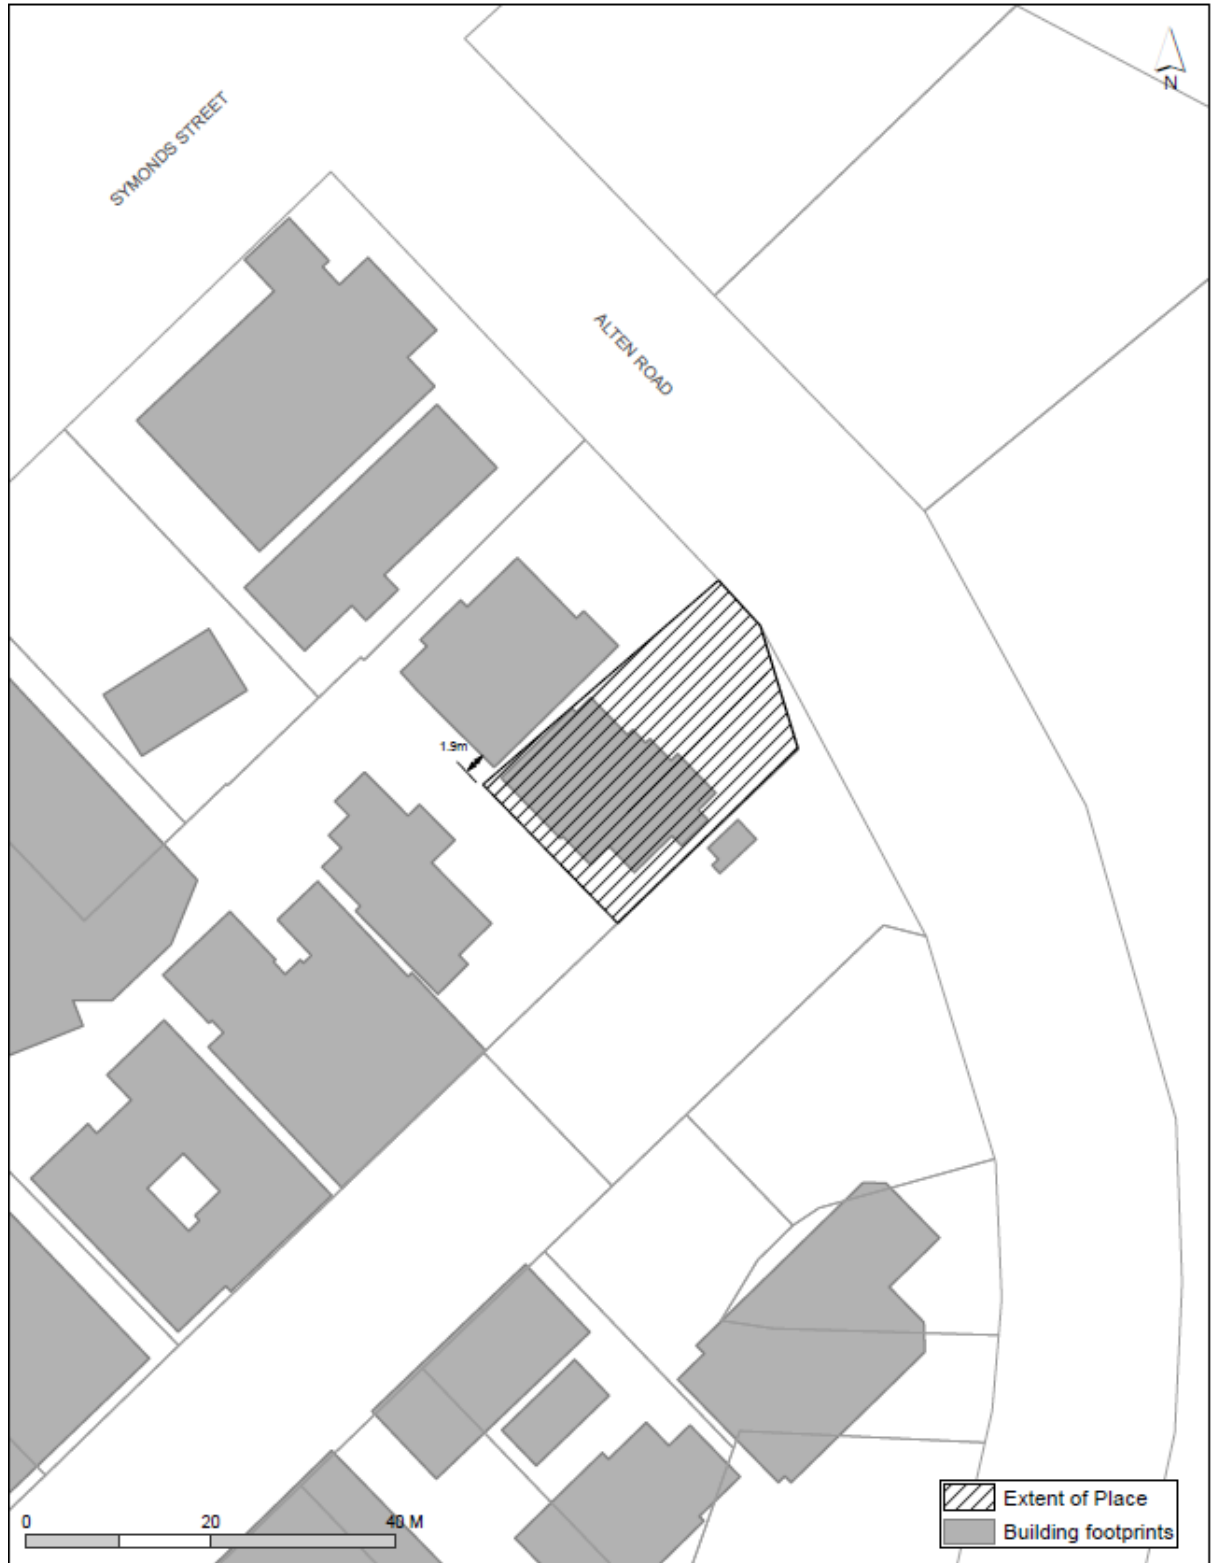 N
SYMONDS STREET
ALTEN ROAD
1.9m
0 20 40 M
Extent of Place
Building footprints